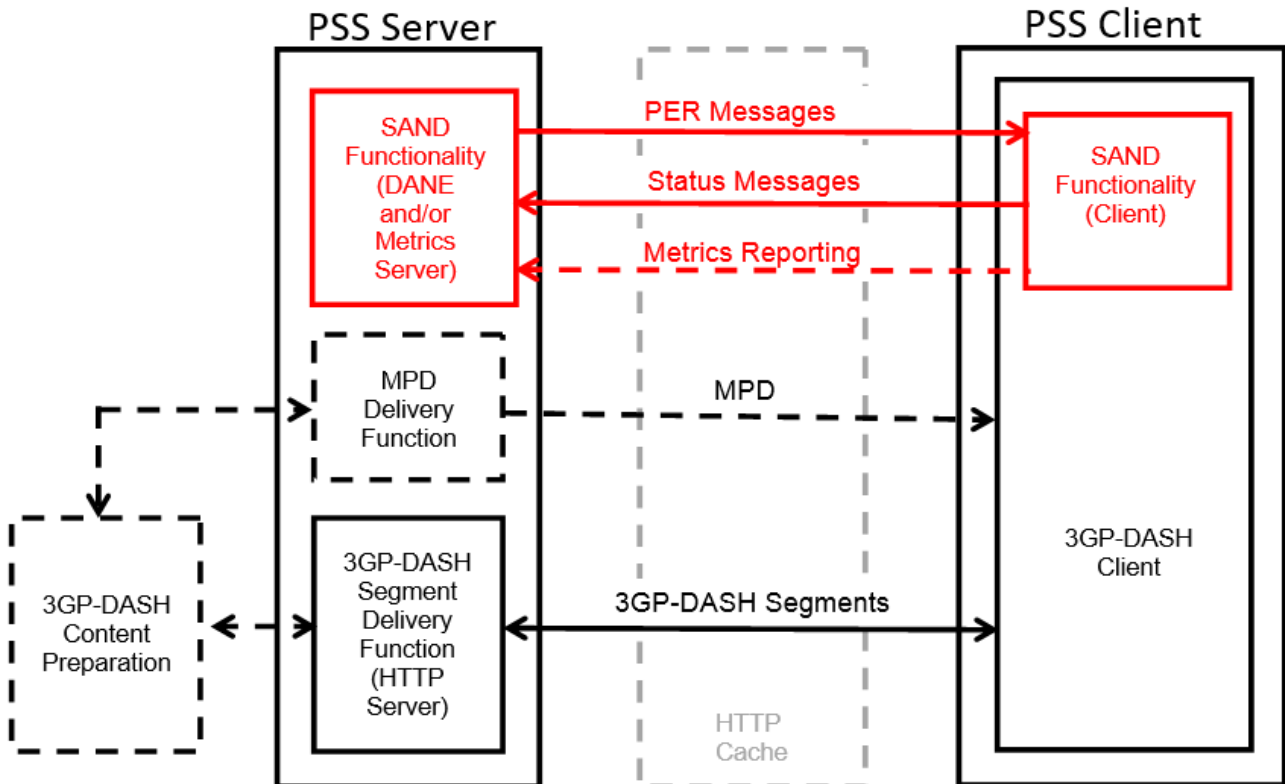 PSS Server
PSS Client
SAND
Functionality
(DANE
and/or
Metrics
Server)
PER Messages
Status Messages
Metrics Reporting
SAND
Functionality
(Client)
MPD
Delivery
Function
MPD
3GP-DASH
Content
Preparation
3GP-DASH
Segment
Delivery
Function
(HTTP
Server)
3GP-DASH Segments
3GP-DASH
Client
HTTP
Cache